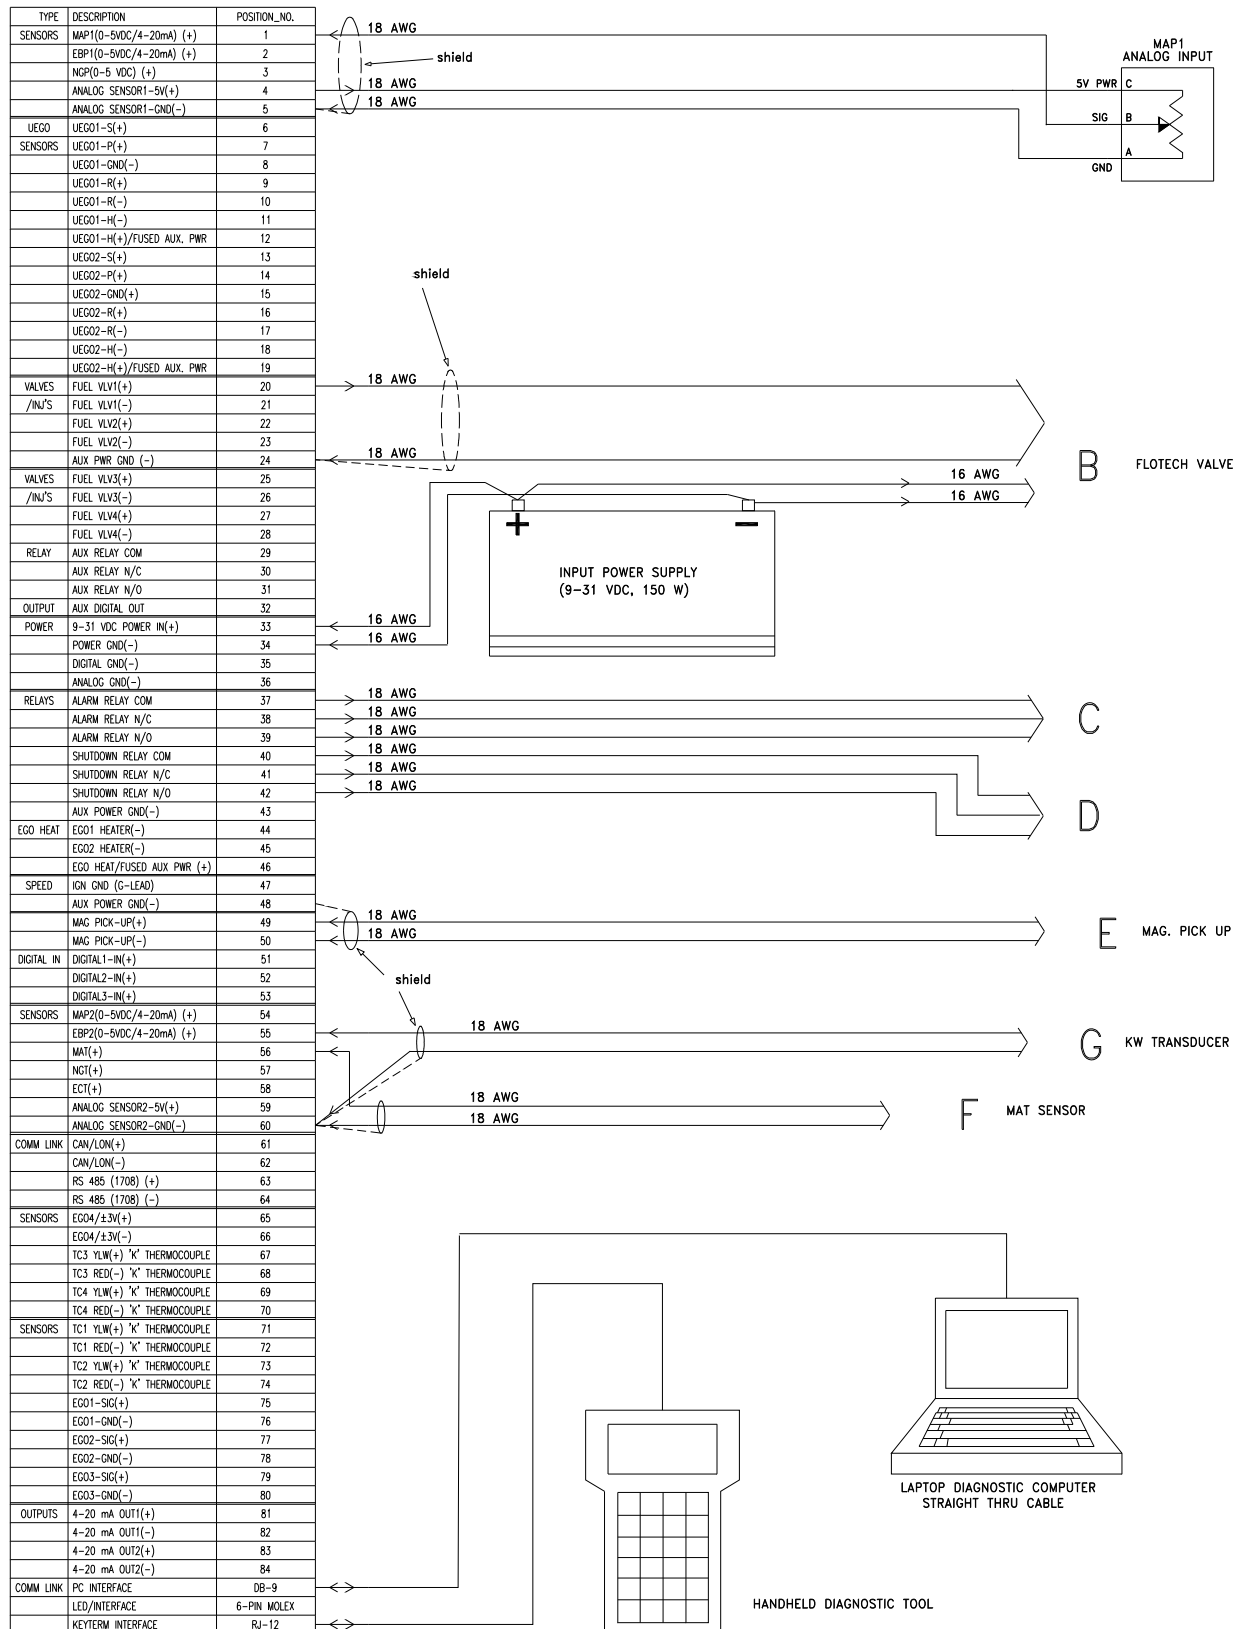 TYPE DESCRIPTION POSITION_NO.
SENSORS MAP1(0-5VDC/4-20mA) (+) 1
EBP1(0-5VDC/4-20mA) (+) 2
NGP(0-5 VDC) (+) 3
ANALOG SENSOR1-5V(+) 4
ANALOG SENSOR1-GND(-) 5
UEGO UEGO1-S(+) 6
SENSORS UEGO1-P(+) 7
UEGO1-GND(-) 8
UEGO1-R(+) 9
UEGO1-R(-) 10
UEGO1-H(-) 11
UEGO1-H(+)/FUSED AUX. PWR 12
UEGO2-S(+) 13
UEGO2-P(+) 14
UEGO2-GND(+) 15
UEGO2-R(+) 16
UEGO2-R(-) 17
UEGO2-H(-) 18
UEGO2-H(+)/FUSED AUX. PWR 19
VALVES FUEL VLV1(+) 20
/INJ'S FUEL VLV1(-) 21
FUEL VLV2(+) 22
FUEL VLV2(-) 23
AUX PWR GND (-) 24
VALVES FUEL VLV3(+) 25
/INJ'S FUEL VLV3(-) 26
FUEL VLV4(+) 27
FUEL VLV4(-) 28
RELAY AUX RELAY COM 29
AUX RELAY N/C 30
AUX RELAY N/O 31
OUTPUT AUX DIGITAL OUT 32
POWER 9-31 VDC POWER IN(+) 33
POWER GND(-) 34
DIGITAL GND(-) 35
ANALOG GND(-) 36
RELAYS ALARM RELAY COM 37
ALARM RELAY N/C 38
ALARM RELAY N/O 39
SHUTDOWN RELAY COM 40
SHUTDOWN RELAY N/C 41
SHUTDOWN RELAY N/O 42
AUX POWER GND(-) 43
EGO HEAT EGO1 HEATER(-) 44
EGO2 HEATER(-) 45
EGO HEAT/FUSED AUX PWR (+) 46
SPEED IGN GND (G-LEAD) 47
AUX POWER GND(-) 48
MAG PICK-UP(+) 49
MAG PICK-UP(-) 50
DIGITAL IN DIGITAL1-IN(+) 51
DIGITAL2-IN(+) 52
DIGITAL3-IN(+) 53
SENSORS MAP2(0-5VDC/4-20mA) (+) 54
EBP2(0-5VDC/4-20mA) (+) 55
MAT(+) 56
NGT(+) 57
ECT(+) 58
ANALOG SENSOR2-5V(+) 59
ANALOG SENSOR2-GND(-) 60
COMM LINK CAN/LON(+) 61
CAN/LON(-) 62
RS 485 (1708) (+) 63
RS 485 (1708) (-) 64
SENSORS EGO4/±3V(+) 65
EGO4/±3V(-) 66
TC3 YLW(+) 'K' THERMOCOUPLE 67
TC3 RED(-) 'K' THERMOCOUPLE 68
TC4 YLW(+) 'K' THERMOCOUPLE 69
TC4 RED(-) 'K' THERMOCOUPLE 70
SENSORS TC1 YLW(+) 'K' THERMOCOUPLE 71
TC1 RED(-) 'K' THERMOCOUPLE 72
TC2 YLW(+) 'K' THERMOCOUPLE 73
TC2 RED(-) 'K' THERMOCOUPLE 74
EGO1-SIG(+) 75
EGO1-GND(-) 76
EGO2-SIG(+) 77
EGO2-GND(-) 78
EGO3-SIG(+) 79
EGO3-GND(-) 80
OUTPUTS 4-20 mA OUT1(+) 81
4-20 mA OUT1(-) 82
4-20 mA OUT2(+) 83
4-20 mA OUT2(-) 84
COMM LINK PC INTERFACE DB-9
LED/INTERFACE 6-PIN MOLEX
KEYTERM INTERFACE RJ-12
18 AWG
shield
18 AWG
18 AWG
MAP1
ANALOG INPUT
5V PWR C
SIG B
A
GND
shield
18 AWG
18 AWG
B FLOTECH VALVE
16 AWG
16 AWG
+ -
INPUT POWER SUPPLY
(9-31 VDC, 150 W)
16 AWG
16 AWG
18 AWG
18 AWG
18 AWG
C
18 AWG
18 AWG
18 AWG
D
18 AWG
18 AWG
E MAG. PICK UP
shield
18 AWG
G KW TRANSDUCER
18 AWG
18 AWG
F MAT SENSOR
LAPTOP DIAGNOSTIC COMPUTER
STRAIGHT THRU CABLE
HANDHELD DIAGNOSTIC TOOL